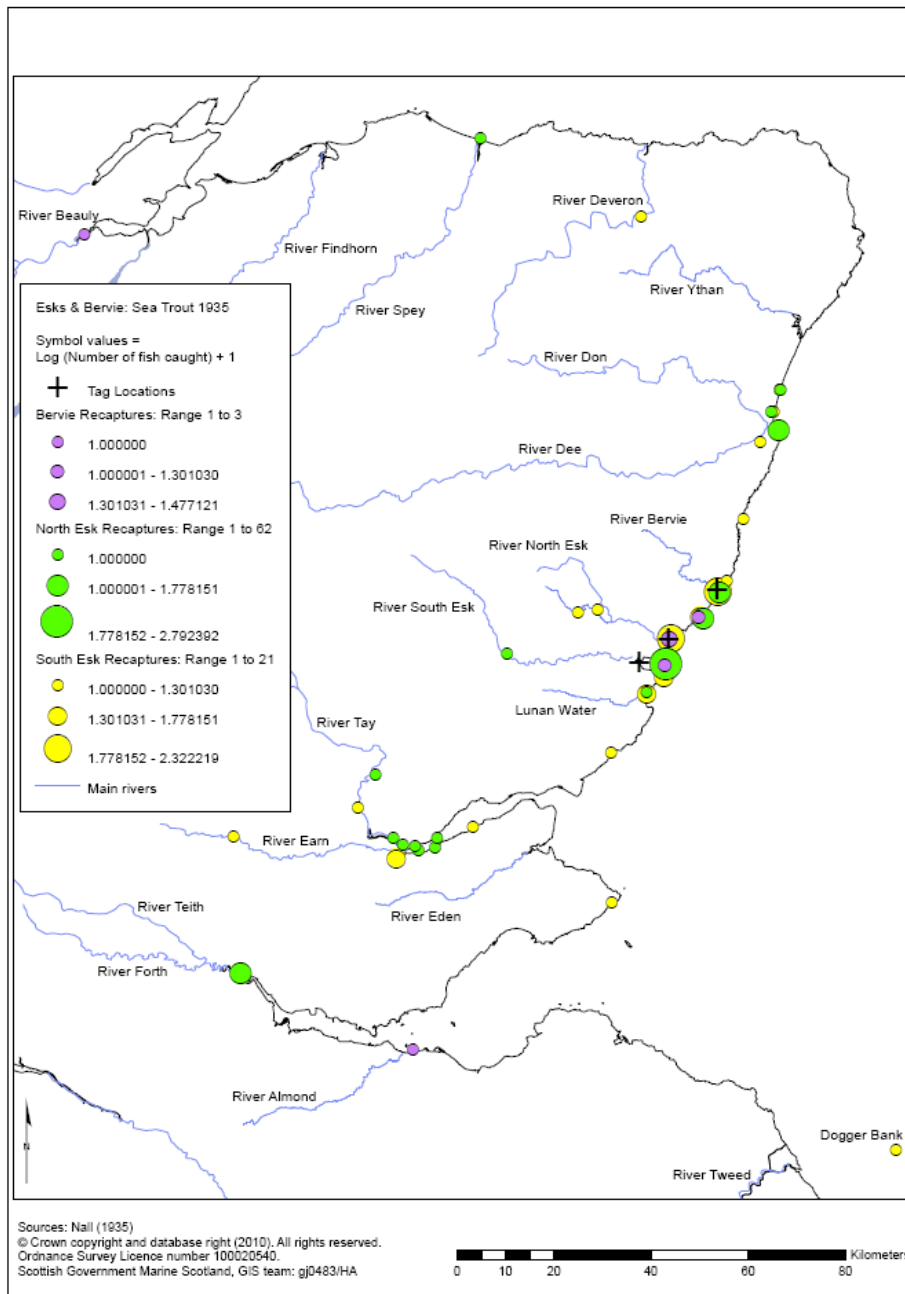 River Beauly
River Findhorn
River Spey
River Deveron
River Ythan
River Don
River Dee
River Bervie
River North Esk
River South Esk
Lunan Water
River Tay
River Earn
River Eden
River Teith
River Forth
River Almond
Dogger Bank
River Tweed
Esks & Bervie: Sea Trout 1935
Symbol values =
Log (Number of fish caught) + 1
Tag Locations
Bervie Recaptures: Range 1 to 3
1.000000
1.000001 - 1.301030
1.301031 - 1.477121
North Esk Recaptures: Range 1 to 62
1.000000
1.000001 - 1.778151
1.778152 - 2.792392
South Esk Recaptures: Range 1 to 21
1.000000 - 1.301030
1.301031 - 1.778151
1.778152 - 2.322219
Main rivers
N
Sources: Nall (1935)
© Crown copyright and database right (2010). All rights reserved.
Ordnance Survey Licence number 100020540.
Scottish Government Marine Scotland, GIS team: gj0483/HA
Kilometers
0 10 20 40 60 80